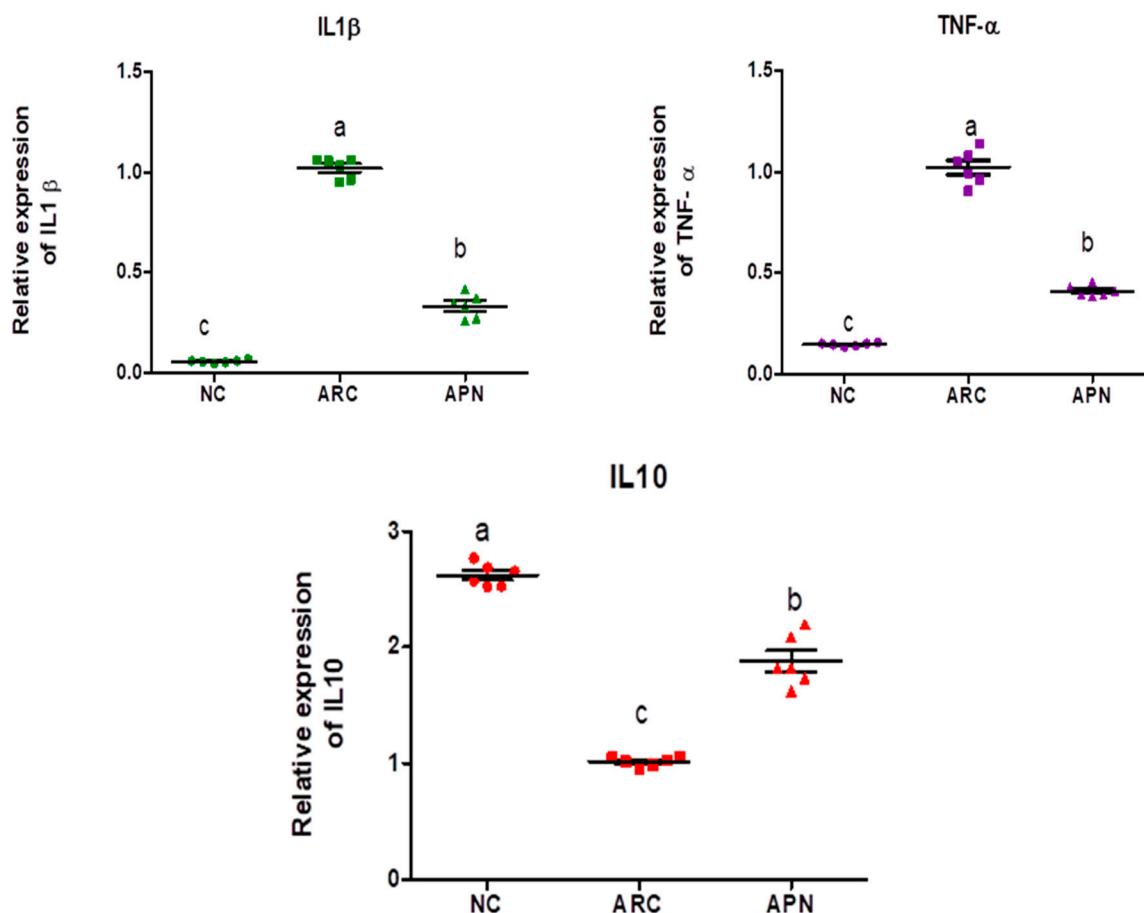 IL1β
Relative expression
of IL1 β
1.5
1.0
0.5
0.0
a
b
c
NC ARC APN
TNF-α
Relative expression
of TNF- α
1.5
1.0
0.5
0.0
a
b
c
NC ARC APN
IL10
Relative expression
of IL10
3
2
1
0
a
b
c
NC ARC APN